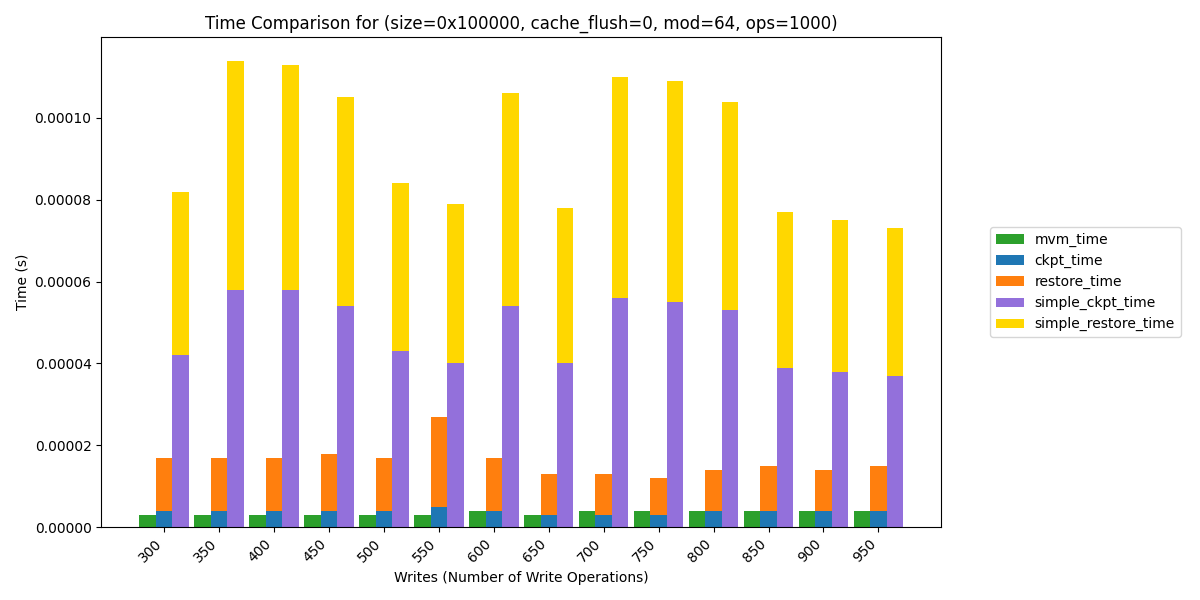 Time Comparison for (size=0x100000, cache_flush=0, mod=64, ops=1000)
Time (s)
0.00010
0.00008
0.00006
0.00004
0.00002
0.00000
300 350 400 450 500 550 600 650 700 750 800 850 900 950
Writes (Number of Write Operations)
mvm_time
ckpt_time
restore_time
simple_ckpt_time
simple_restore_time